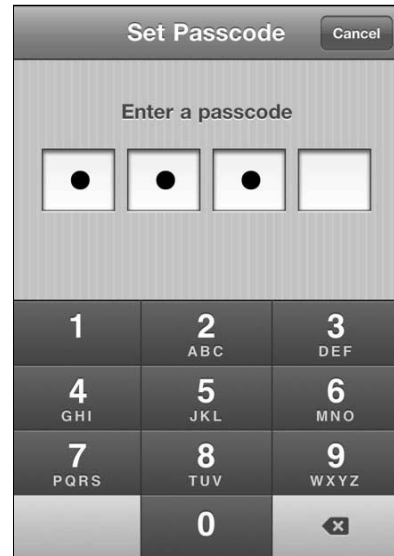 Set Passcode Cancel
Enter a passcode
1 2 3
ABC DEF
4 5 6
GHI JKL MNO
7 8 9
PQRS TUV WXYZ
0